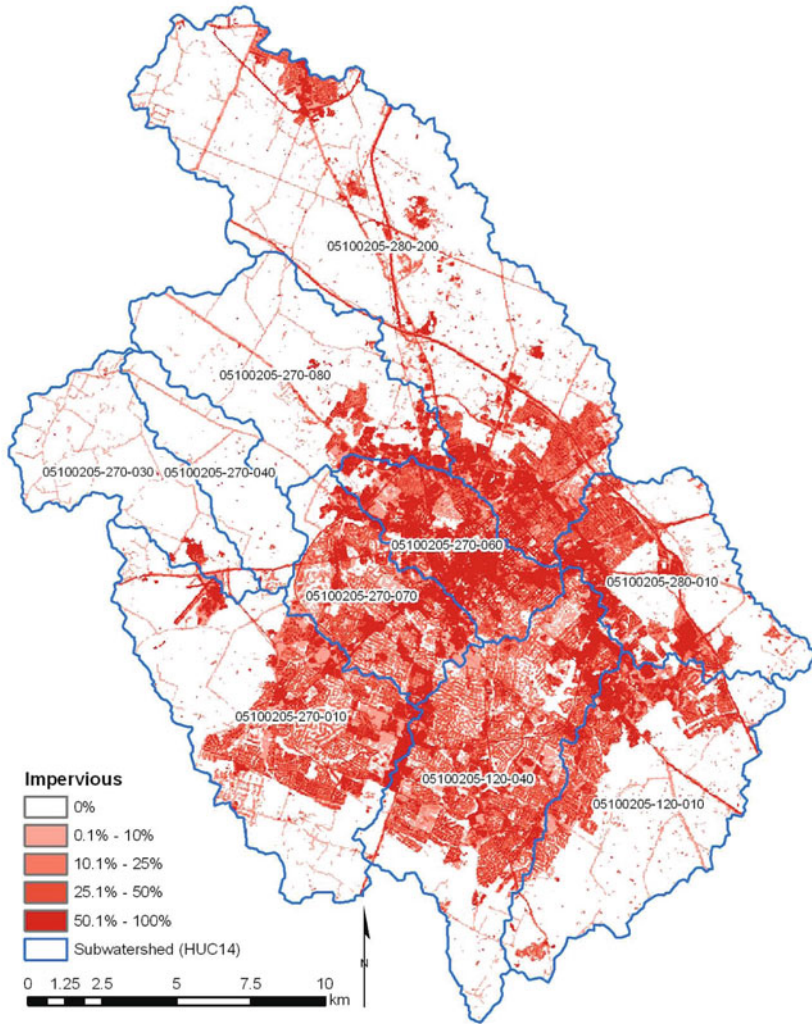 05100205-280-200
05100205-270-080
05100205-270-030
05100205-270-040
05100205-270-060
05100205-280-010
05100205-270-070
05100205-270-010
05100205-120-040
05100205-120-010
Impervious
0%
0.1% - 10%
10.1% - 25%
25.1% - 50%
50.1% - 100%
Subwatershed (HUC14)
0 1.25 2.5 5 7.5 10
km
N